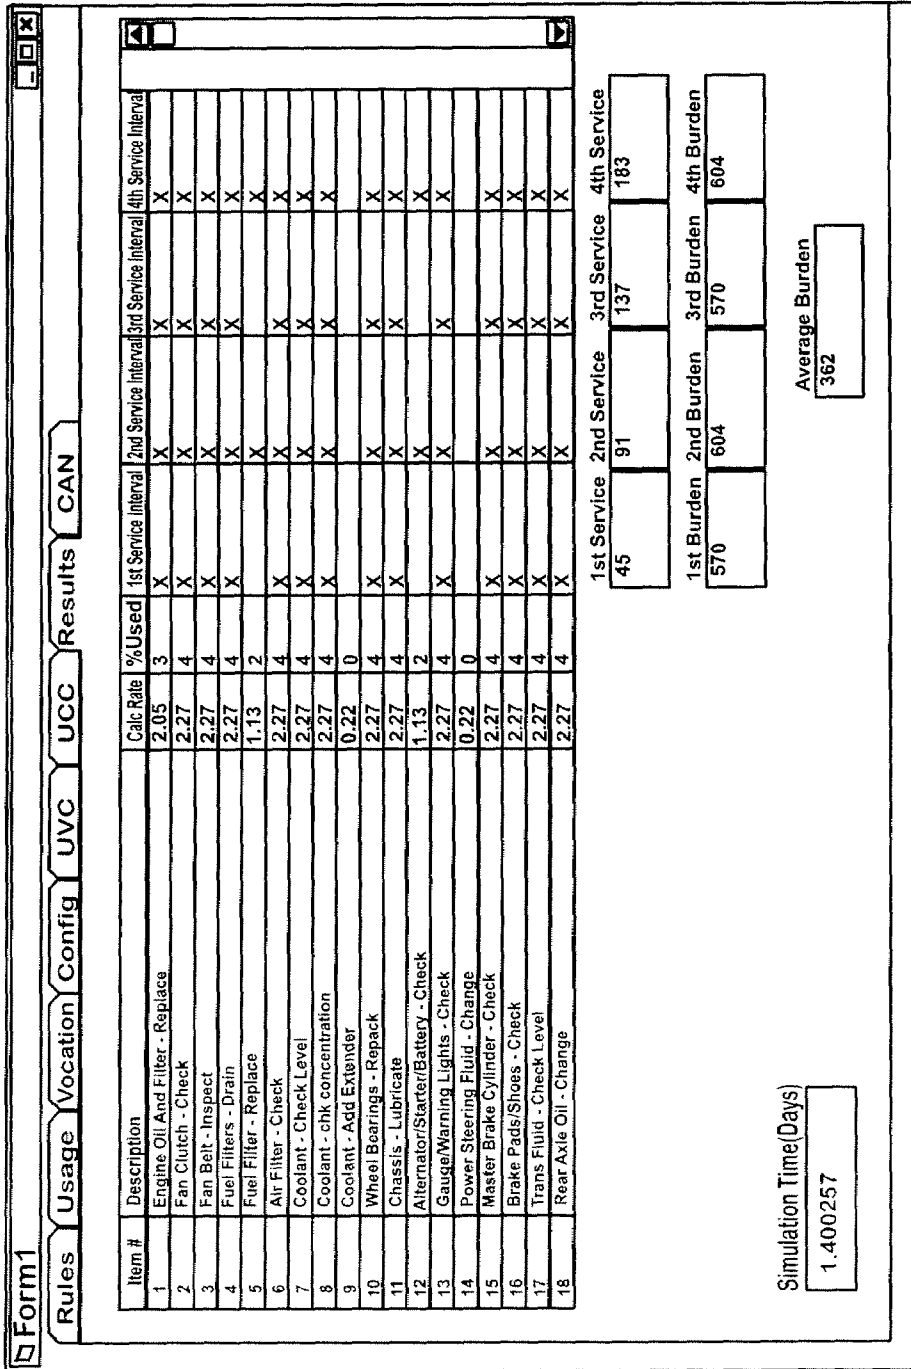 Form1
Rules Usage Vocation Config UVC UCC Results CAN
Item # Description Calc Rate %Used 1st Service Interval 2nd Service Interval 3rd Service Interval 4th Service Interval
1 Engine Oil And Filter - Replace 2.05 3 X X X X
2 Fan Clutch - Check 2.27 4 X X X X
3 Fan Belt - Inspect 2.27 4 X X X X
4 Fuel Filters - Drain 2.27 4 X X X X
5 Fuel Filter - Replace 1.13 2 X X
6 Air Filter - Check 2.27 4 X X X X
7 Coolant - Check Level 2.27 4 X X X X
8 Coolant - chk concentration 2.27 4 X X X X
9 Coolant - Add Extender 0.22 0
10 Wheel Bearings - Repack 2.27 4 X X X X
11 Chassis - Lubricate 2.27 4 X X X X
12 Alternator/Starter/Battery - Check 1.13 2 X X
13 Gauge/Warning Lights - Check 2.27 4 X X X X
14 Power Steering Fluid - Change 0.22 0
15 Master Brake Cylinder - Check 2.27 4 X X X X
16 Brake Pads/Shoes - Check 2.27 4 X X X X
17 Trans Fluid - Check Level 2.27 4 X X X X
18 Rear Axle Oil - Change 2.27 4 X X X X
1st Service 2nd Service 3rd Service 4th Service
45 91 137 183
1st Burden 2nd Burden 3rd Burden 4th Burden
570 604 570 604
Simulation Time(Days)
1.400257
Average Burden
362